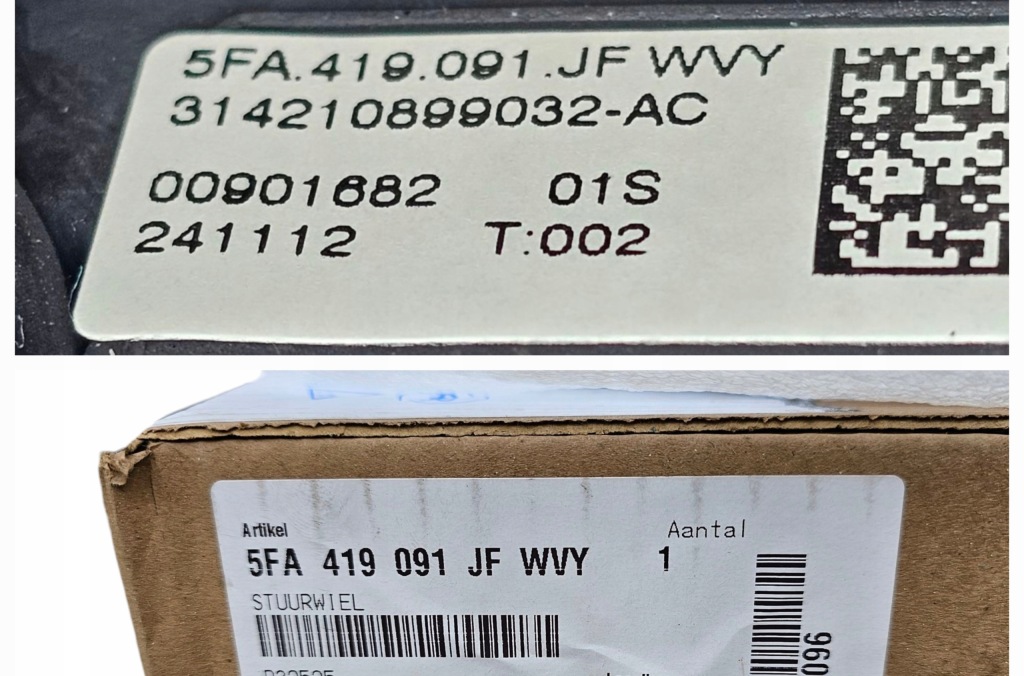 5FA.419.091.JF WVY
314210899032-AC
00901682 01S
241112 T:002
Artikel
Aantal
5FA 419 091 JF WVY 1
STUURWIEL